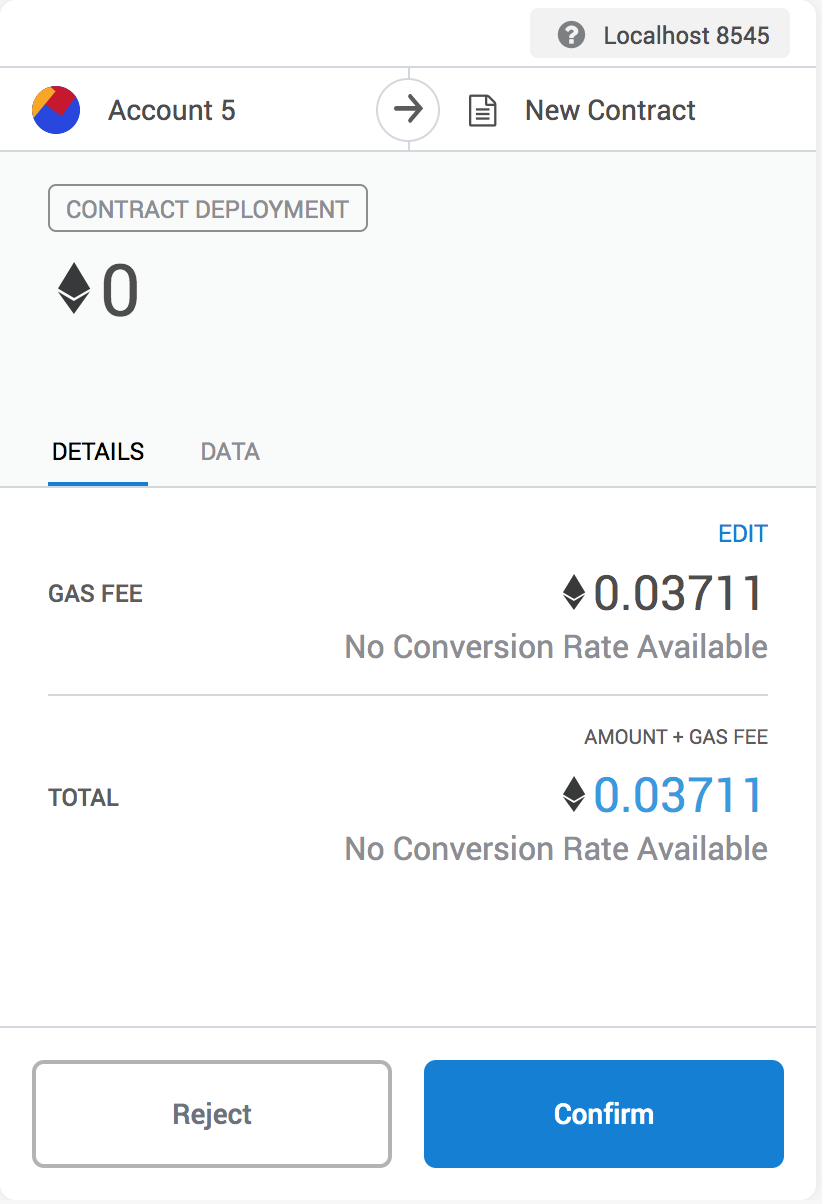 Localhost 8545
Account 5
New Contract
CONTRACT DEPLOYMENT
0
DETAILS DATA
EDIT
GAS FEE 0.03711
No Conversion Rate Available
AMOUNT + GAS FEE
TOTAL 0.03711
No Conversion Rate Available
Reject Confirm